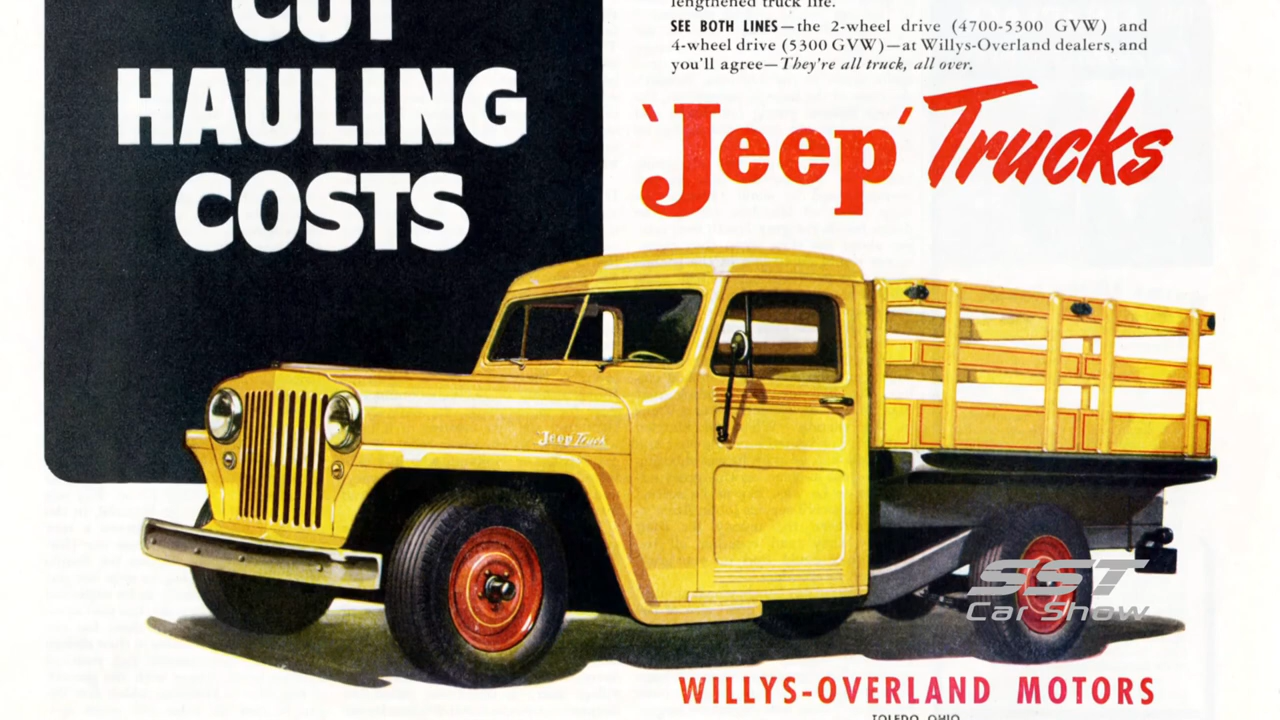 CUT
HAULING
COSTS
lengthened truck life.
SEE BOTH LINES—the 2-wheel drive (4700-5300 GVW) and
4-wheel drive (5300 GVW)—at Willys-Overland dealers, and
you'll agree—They're all truck, all over.
'Jeep' Trucks
Jeep Truck
SST
Car Show
WILLYS-OVERLAND MOTORS
TOLEDO, OHIO